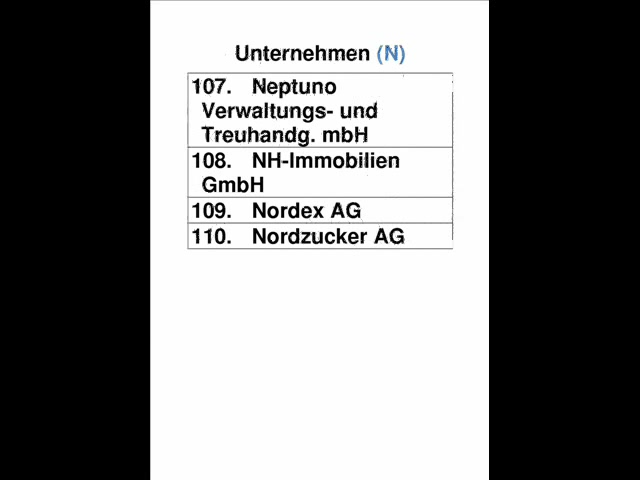 Unternehmen (N)
107. Neptuno
Verwaltungs- und
Treuhandg. mbH
108. NH-Immobilien
GmbH
109. Nordex AG
110. Nordzucker AG